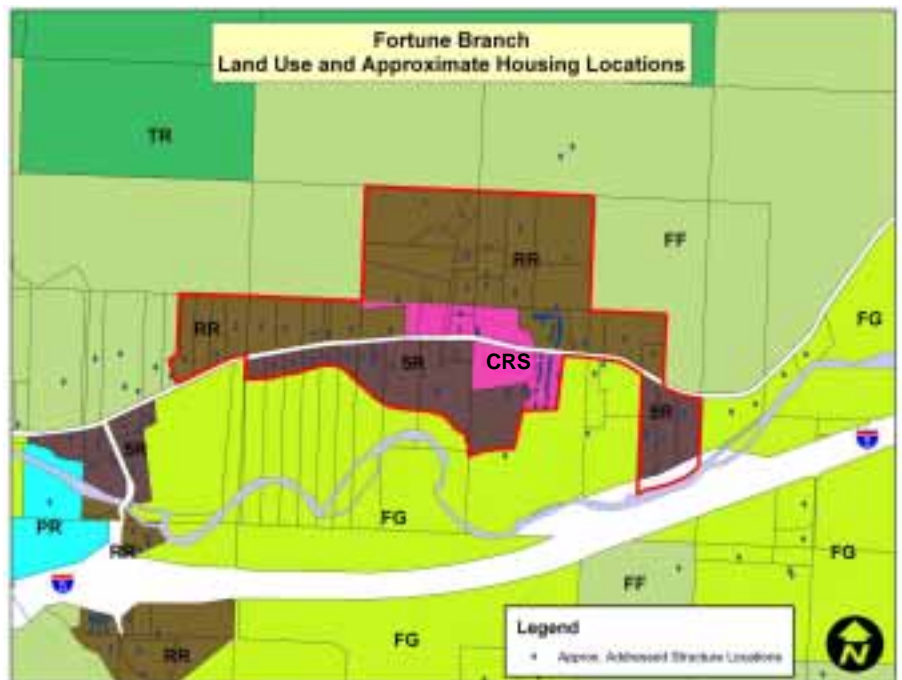 Fortune Branch
Land Use and Approximate Housing Locations
TR
FF
RR
FG
RR
SR
CRS
SR
SR
PR
FG
RR
FG
FF
FG
RR
Legend
Approx. Addressed Structure Locations
N